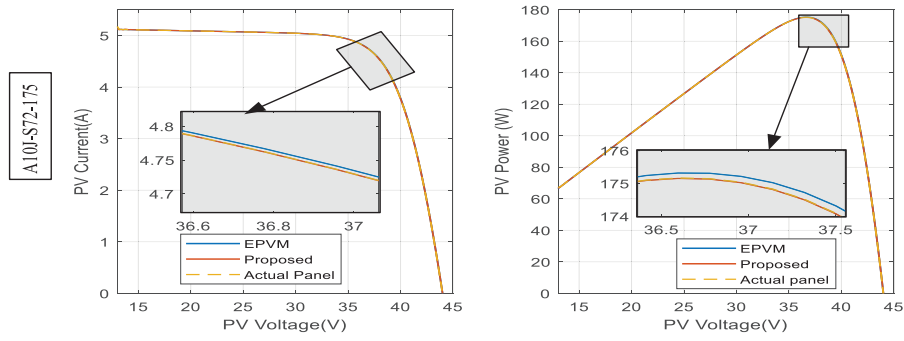 A10J-S72-175
PV Current(A)
5
4
3
2
1
0
4.8
4.75
4.7
36.6 36.8 37
EPVM
Proposed
Actual Panel
15 20 25 30 35 40 45
PV Voltage(V)
PV Power (W)
180
160
140
120
100
80
60
40
20
0
176
175
174
36.5 37 37.5
EPVM
Proposed
Actual panel
15 20 25 30 35 40 45
PV Voltage(V)